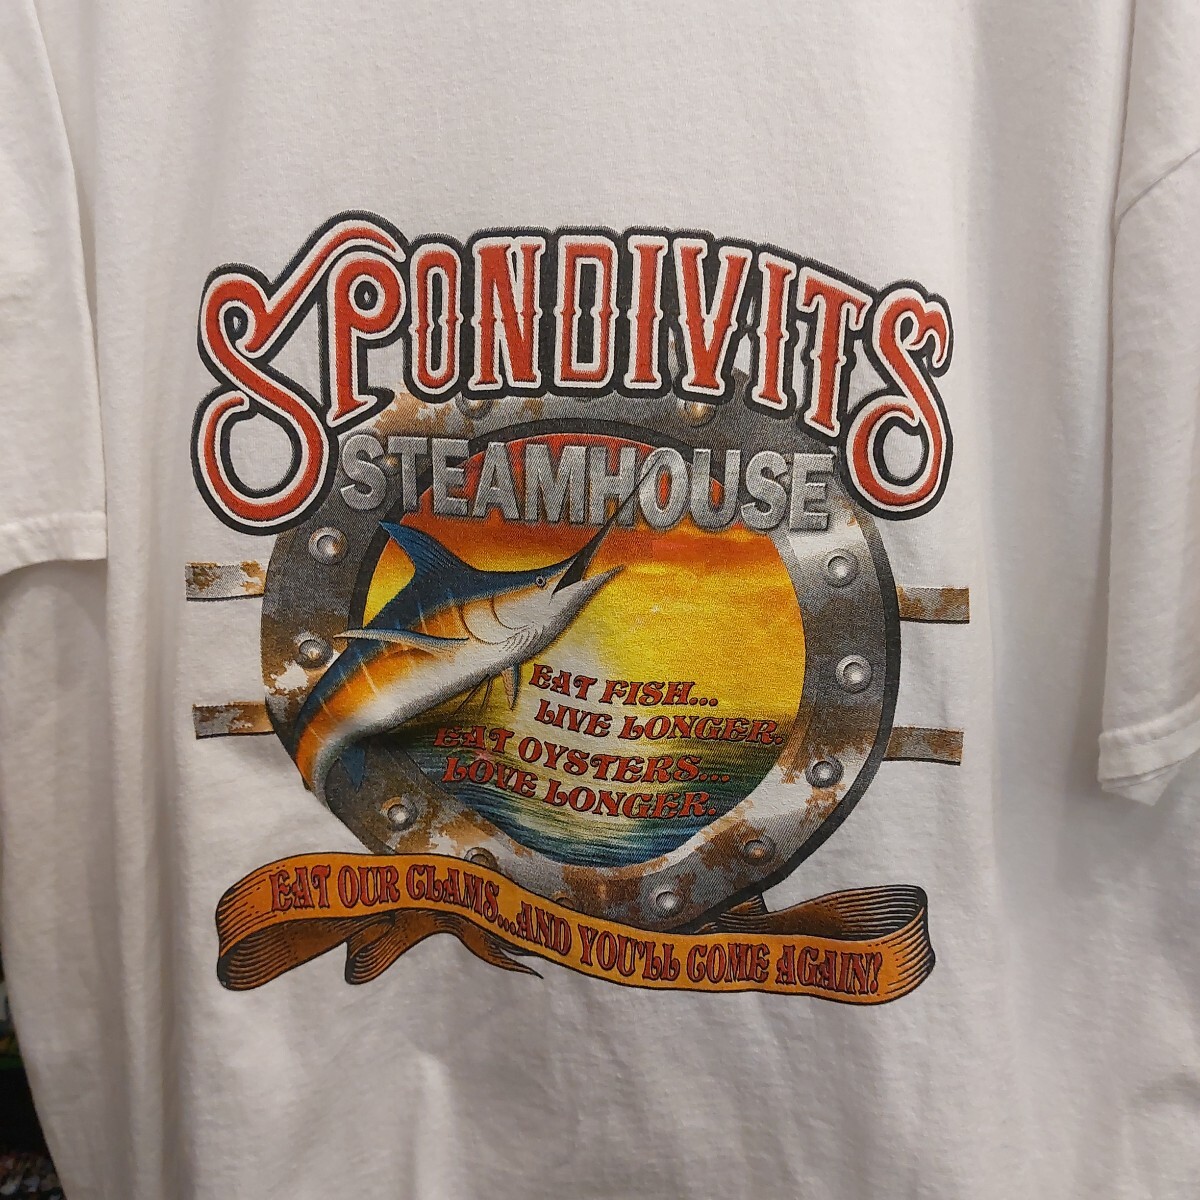 SPONDIVITS
STEAMHOUSE
EAT FISH...
LIVE LONGER.
EAT OYSTERS...
LOVE LONGER.
EAT OUR CLAMS...AND YOU'LL COME AGAIN!